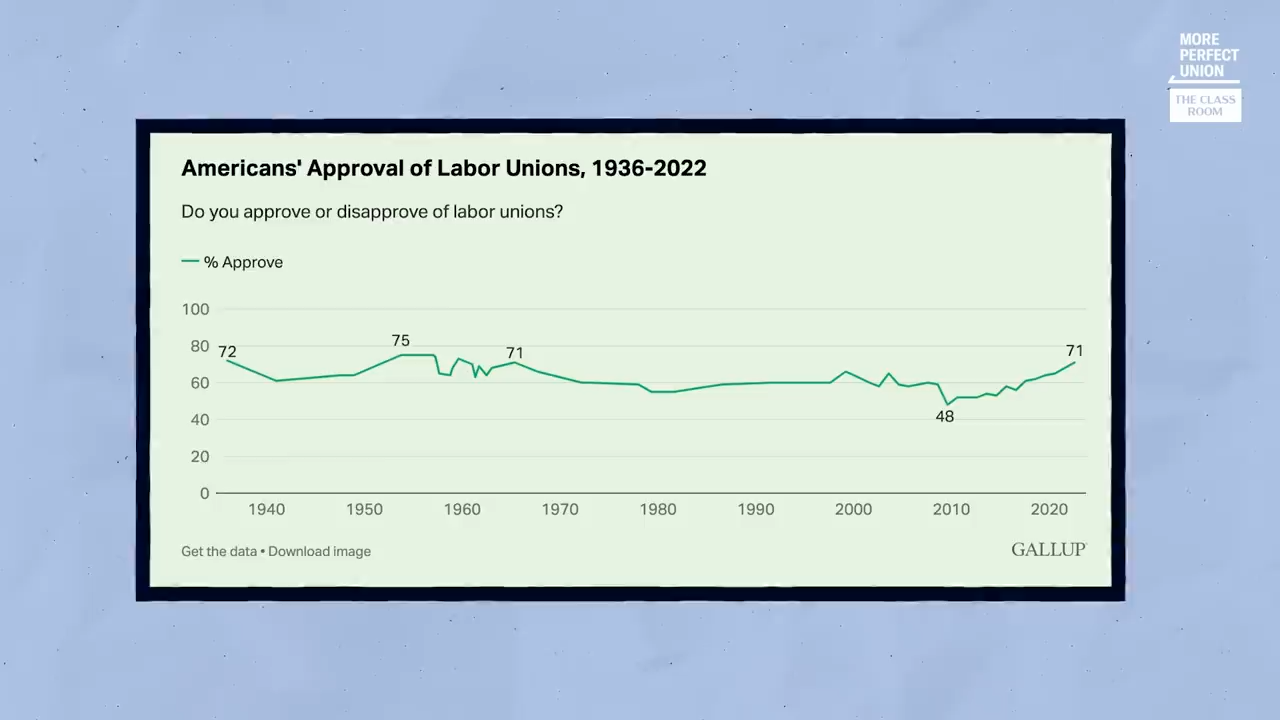 MORE
PERFECT
UNION
THE CLASS
ROOM
Americans' Approval of Labor Unions, 1936-2022
Do you approve or disapprove of labor unions?
% Approve
100
80
60
40
20
0
72
75
71
48
71
1940 1950 1960 1970 1980 1990 2000 2010 2020
Get the data • Download image
GALLUP